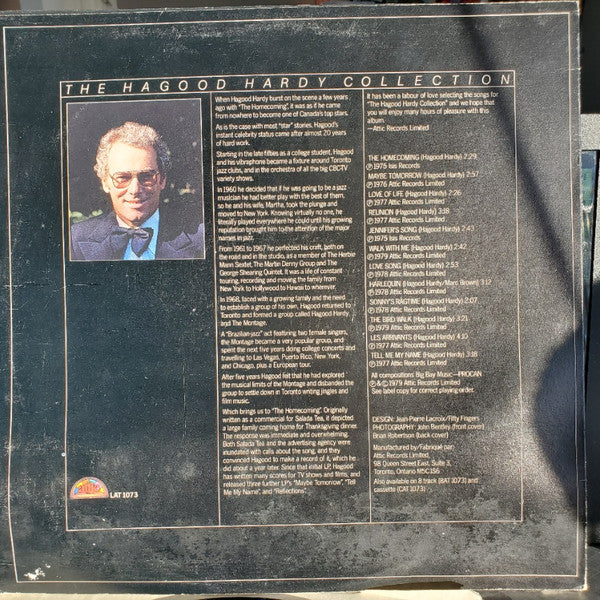 THE HAGOOD HARDY COLLECTION
When Hagood Hardy burst on the scene a few years
ago with "The Homecoming", it was as if he came
from nowhere to become one of Canada's top stars.
As is the case with most "star" stories, Hagood's
instant celebrity status came after almost 20 years
of hard work.
Starting in the late fifties as a college student, Hagood
and his vibraphone became a fixture around Toronto
jazz clubs, and in the orchestra of all the big CBC-TV
variety shows.
In 1960 he decided that if he was going to be a jazz
musician he had better play with the best of them,
so he and his wife, Martha, took the plunge and
moved to New York. Knowing virtually no one, he
literally played everywhere he could until his growing
reputation brought him to the attention of the major
names in jazz.
From 1961 to 1967 he perfected his craft, both on
the road and in the studio, as a member of The Herbie
Mann Sextet, The Martin Denny Group and The
George Shearing Quintet. It was a life of constant
touring, recording and moving the family from
New York to Hollywood to Hawaii to wherever.
In 1968, faced with a growing family and the need
to establish a group of his own, Hagood returned to
Toronto and formed a group called Hagood Hardy
and The Montage.
A "Brazilian-jazz" act featuring two female singers,
the Montage became a very popular group, and
spent the next five years doing college concerts and
travelling to Las Vegas, Puerto Rico, New York,
and Chicago, plus a European tour.
After five years Hagood felt that he had explored
the musical limits of the Montage and disbanded the
group to settle down in Toronto writing jingles and
film music.
Which brings us to "The Homecoming". Originally
written as a commercial for Salada Tea, it depicted
a large family coming home for Thanksgiving dinner.
The response was immediate and overwhelming.
Both Salada Tea and the advertising agency were
inundated with calls about the song, and they
convinced Hagood to make a record of it, which he
did about a year later. Since that initial LP, Hagood
has written many scores for TV shows and films, and
released three further LP's "Maybe Tomorrow", "Tell
Me My Name", and "Reflections".
It has been a labour of love selecting the songs for
"The Hagood Hardy Collection" and we hope that
you will enjoy many hours of pleasure with this
album.
—Attic Records Limited
THE HOMECOMING (Hagood Hardy) 2:29
Ⓟ 1975 Isis Records
MAYBE TOMORROW (Hagood Hardy) 2:57
Ⓟ 1976 Attic Records Limited
LOVE OF LIFE (Hagood Hardy) 2:26
Ⓟ 1977 Attic Records Limited
REUNION (Hagood Hardy) 3:18
Ⓟ 1977 Attic Records Limited
JENNIFER'S SONG (Hagood Hardy) 2:43
Ⓟ 1975 Isis Records
WALK WITH ME (Hagood Hardy) 2:42
Ⓟ 1979 Attic Records Limited
LOVE SONG (Hagood Hardy) 2:53
Ⓟ 1978 Attic Records Limited
HARLEQUIN (Hagood Hardy/Marc Brown) 3:12
Ⓟ 1978 Attic Records Limited
SONNY'S RAGTIME (Hagood Hardy) 2:07
Ⓟ 1978 Attic Records Limited
THE BIRD WALK (Hagood Hardy) 3:21
Ⓟ 1979 Attic Records Limited
LES ARRIVANTS (Hagood Hardy) 4:10
Ⓟ 1977 Attic Records Limited
TELL ME MY NAME (Hagood Hardy) 3:18
Ⓟ 1977 Attic Records Limited
All compositions Big Bay Music—PROCAN
Ⓟ & © 1979 Attic Records Limited
See label copy for correct playing order.
DESIGN: Jean-Pierre Lacroix/Fifty Fingers
PHOTOGRAPHY: John Bentley (front cover)
Brian Robertson (back cover)
Manufactured by/Fabriqué par:
Attic Records Limited,
98 Queen Street East, Suite 3,
Toronto, Ontario M5C 1S6
Also available on 8 track (8AT 1073) and
cassette (CAT 1073)
LAT 1073